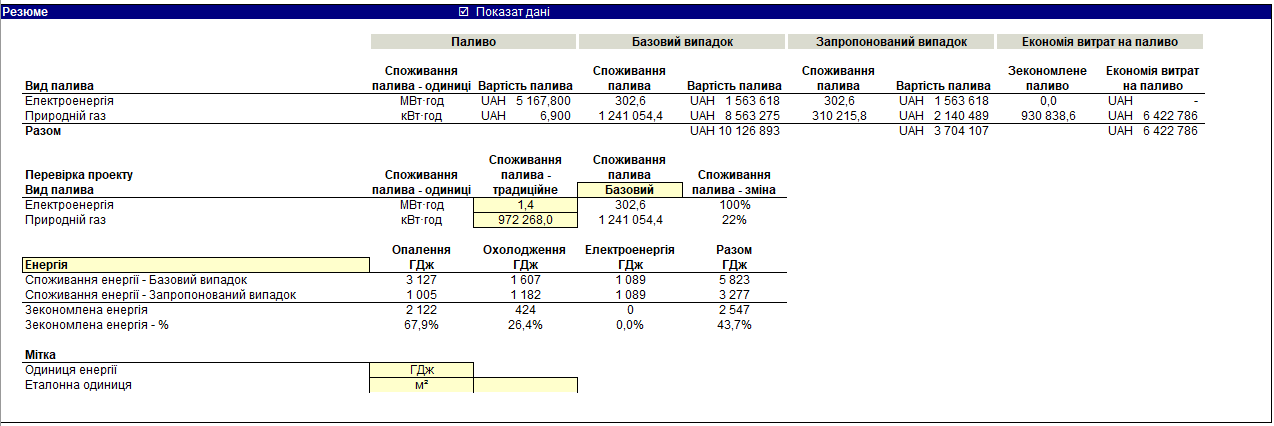 Резюме ☑ Показат дані
Паливо Базовий випадок Запропонований випадок Економія витрат на паливо
Споживання Споживання Споживання Зекономлене Економія витрат
Вид палива палива - одиниці Вартість палива палива Вартість палива палива Вартість палива паливо на паливо
Електроенергія МВт·год UAH 5 167,800 302,6 UAH 1 563 618 302,6 UAH 1 563 618 0,0 UAH -
Природній газ кВт·год UAH 6,900 1 241 054,4 UAH 8 563 275 310 215,8 UAH 2 140 489 930 838,6 UAH 6 422 786
Разом UAH 10 126 893 UAH 3 704 107 UAH 6 422 786
Споживання Споживання
Перевірка проекту Споживання палива - палива Споживання
Вид палива палива - одиниці традиційне Базовий палива - зміна
Електроенергія МВт·год 1,4 302,6 100%
Природній газ кВт·год 972 268,0 1 241 054,4 22%
Опалення Охолодження Електроенергія Разом
Енергія ГДж ГДж ГДж ГДж
Споживання енергії - Базовий випадок 3 127 1 607 1 089 5 823
Споживання енергії - Запропонований випадок 1 005 1 182 1 089 3 277
Зекономлена енергія 2 122 424 0 2 547
Зекономлена енергія - % 67,9% 26,4% 0,0% 43,7%
Мітка
Одиниця енергії ГДж
Еталонна одиниця м²